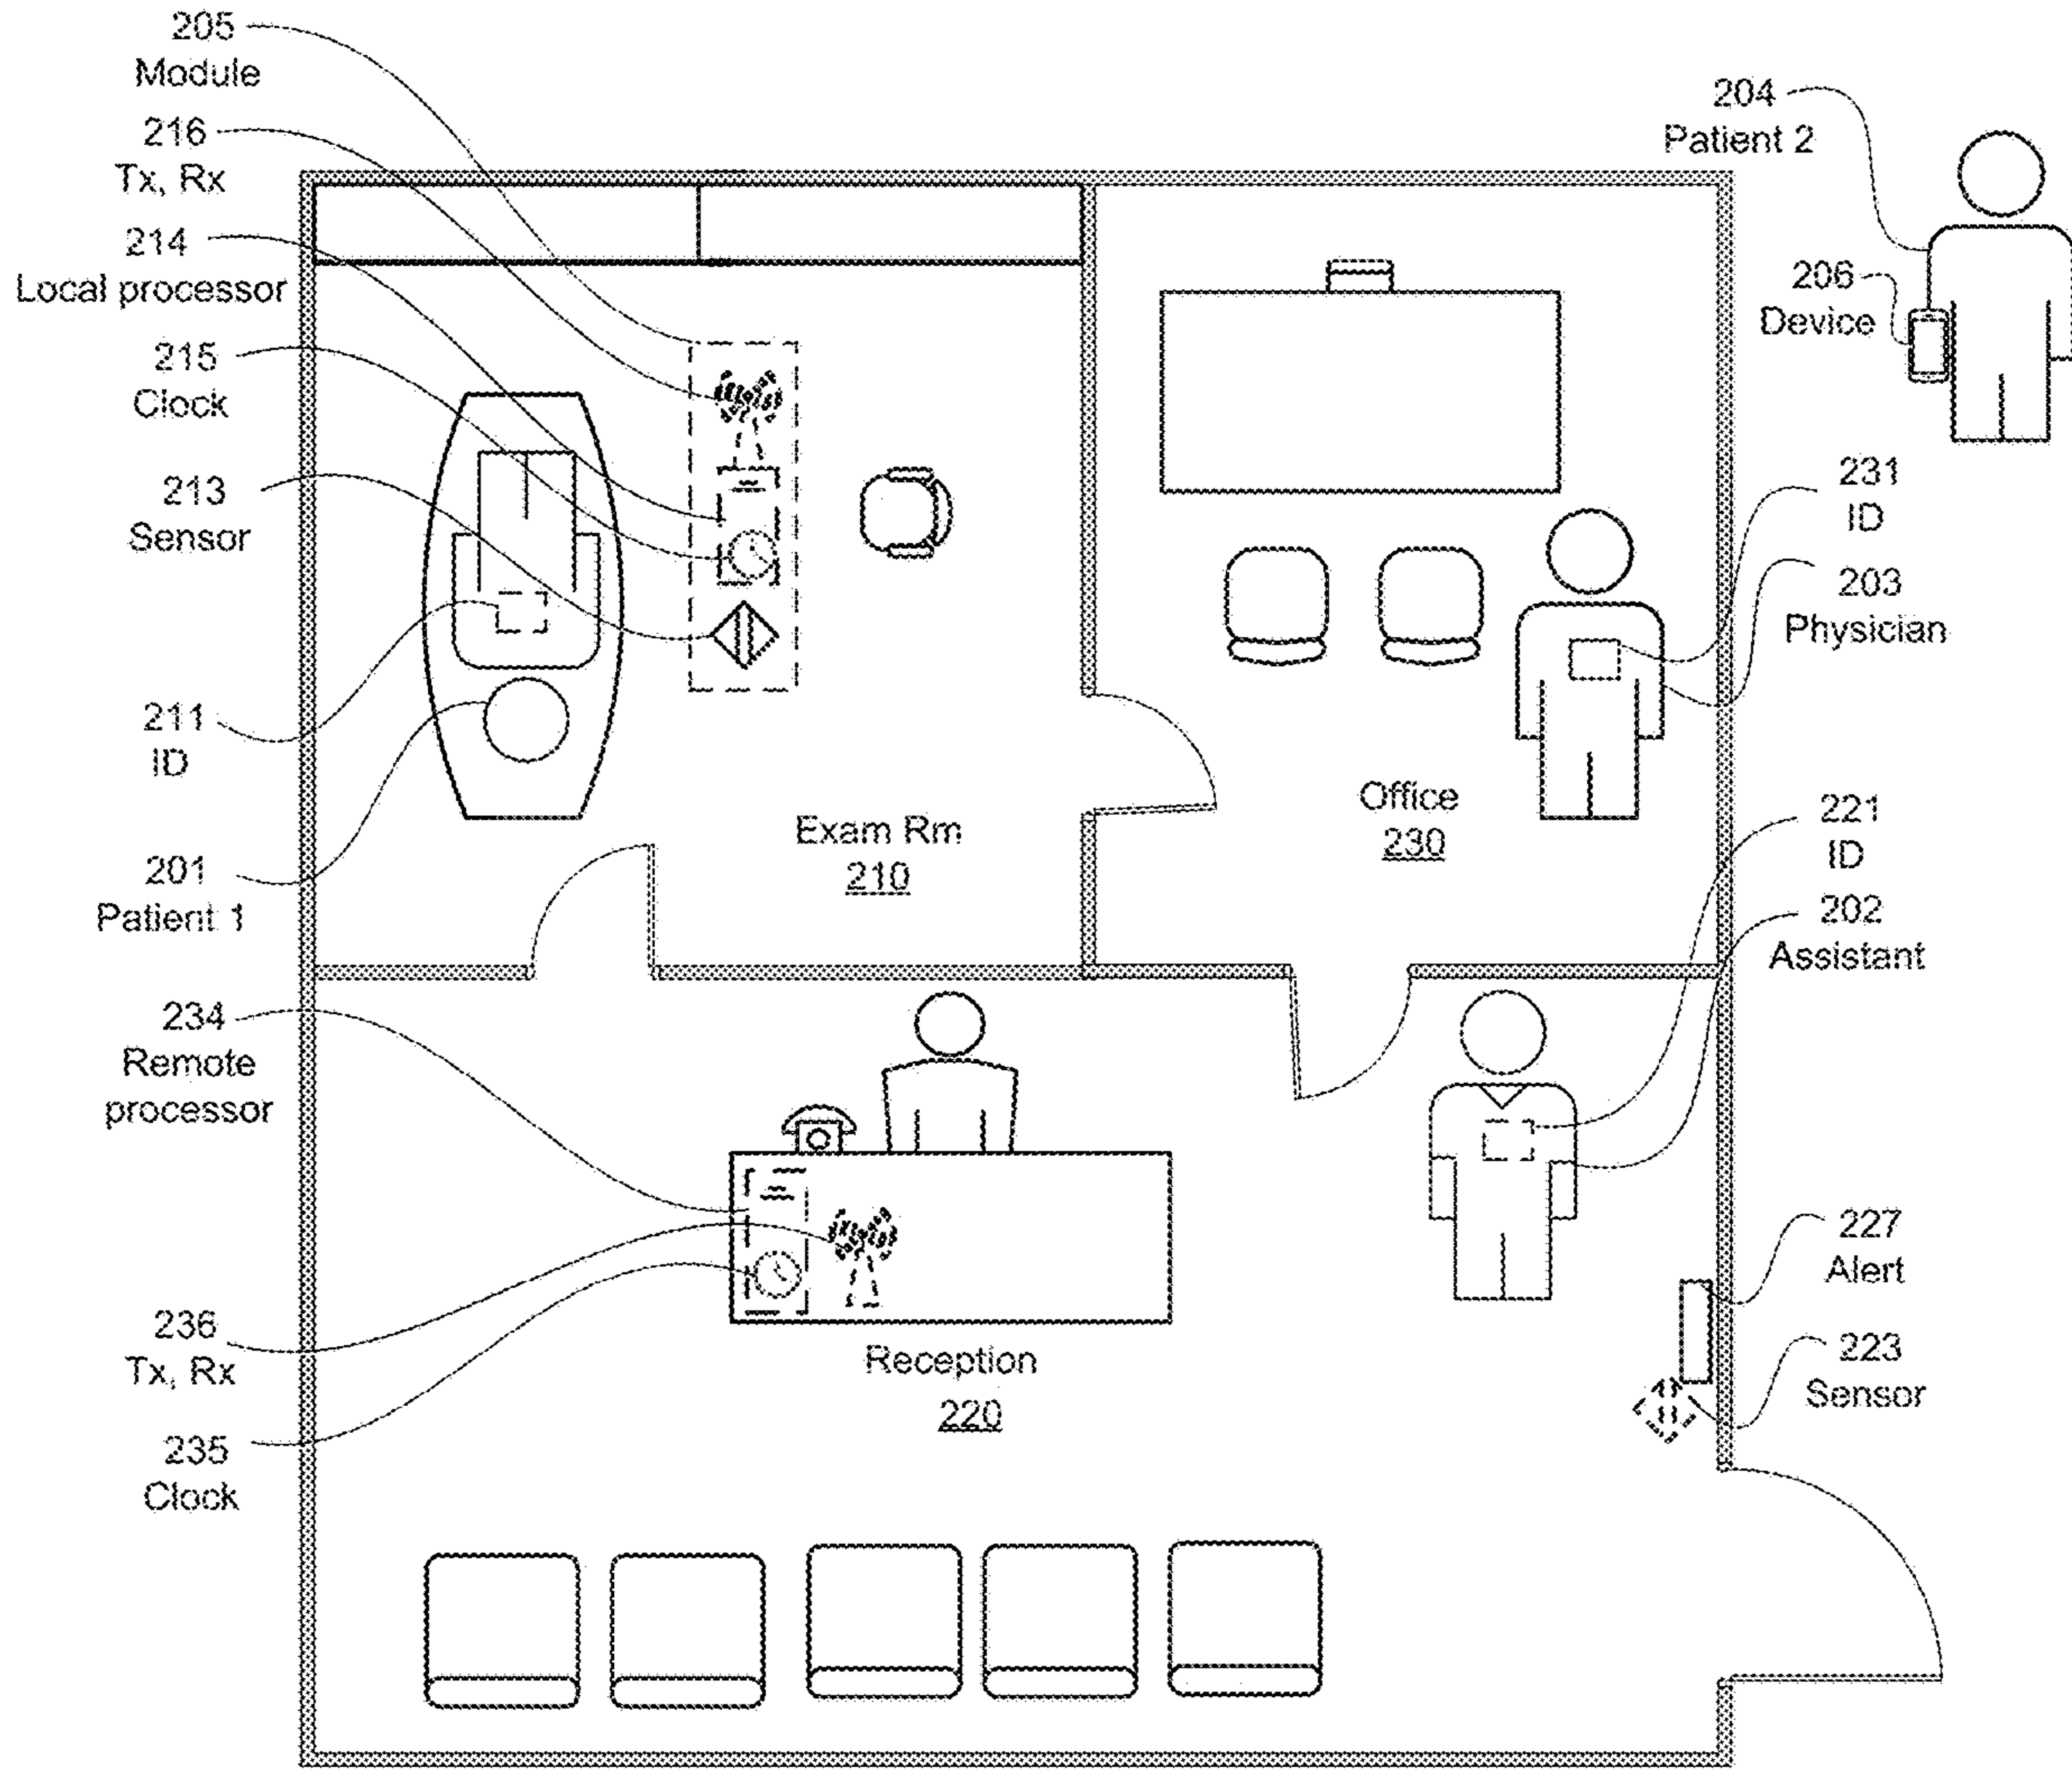 205
Module
216
Tx, Rx
214
Local processor
215
Clock
213
Sensor
211
ID
201
Patient 1
234
Remote
processor
236
Tx, Rx
235
Clock
Exam Rm
210
Office
230
Reception
220
204
Patient 2
206
Device
231
ID
203
Physician
221
ID
202
Assistant
227
Alert
223
Sensor